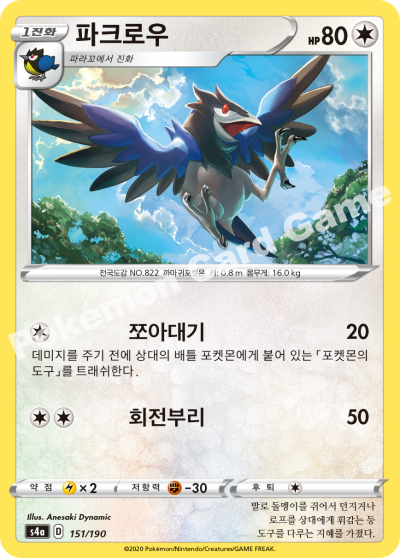 1진화
파크로우
HP 80
파라꼬에서 진화
전국도감 NO.822 까마귀포켓몬 키: 0.8 m 몸무게: 16.0 kg
Pokémon Card Game
쪼아대기 20
데미지를 주기 전에 상대의 배틀 포켓몬에게 붙어 있는 「포켓몬의
도구」를 트래쉬한다.
회전부리 50
약점 ×2 저항력 -30 후퇴
Illus. Anesaki Dynamic
s4a D 151/190
발로 돌멩이를 쥐어서 던지거나
로프를 상대에게 휘감는 등
도구를 다루는 지혜를 가졌다.
©2020 Pokémon/Nintendo/Creatures/GAME FREAK.